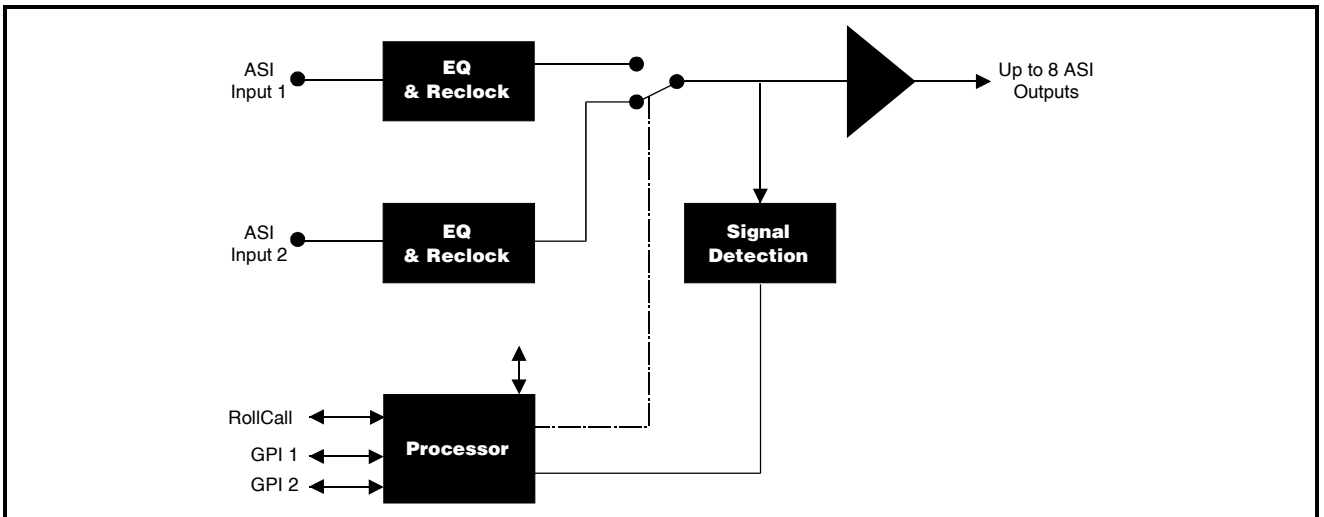 ASI
Input 1
EQ
& Reclock
Up to 8 ASI
Outputs
ASI
Input 2
EQ
& Reclock
Signal
Detection
RollCall
GPI 1
GPI 2
Processor